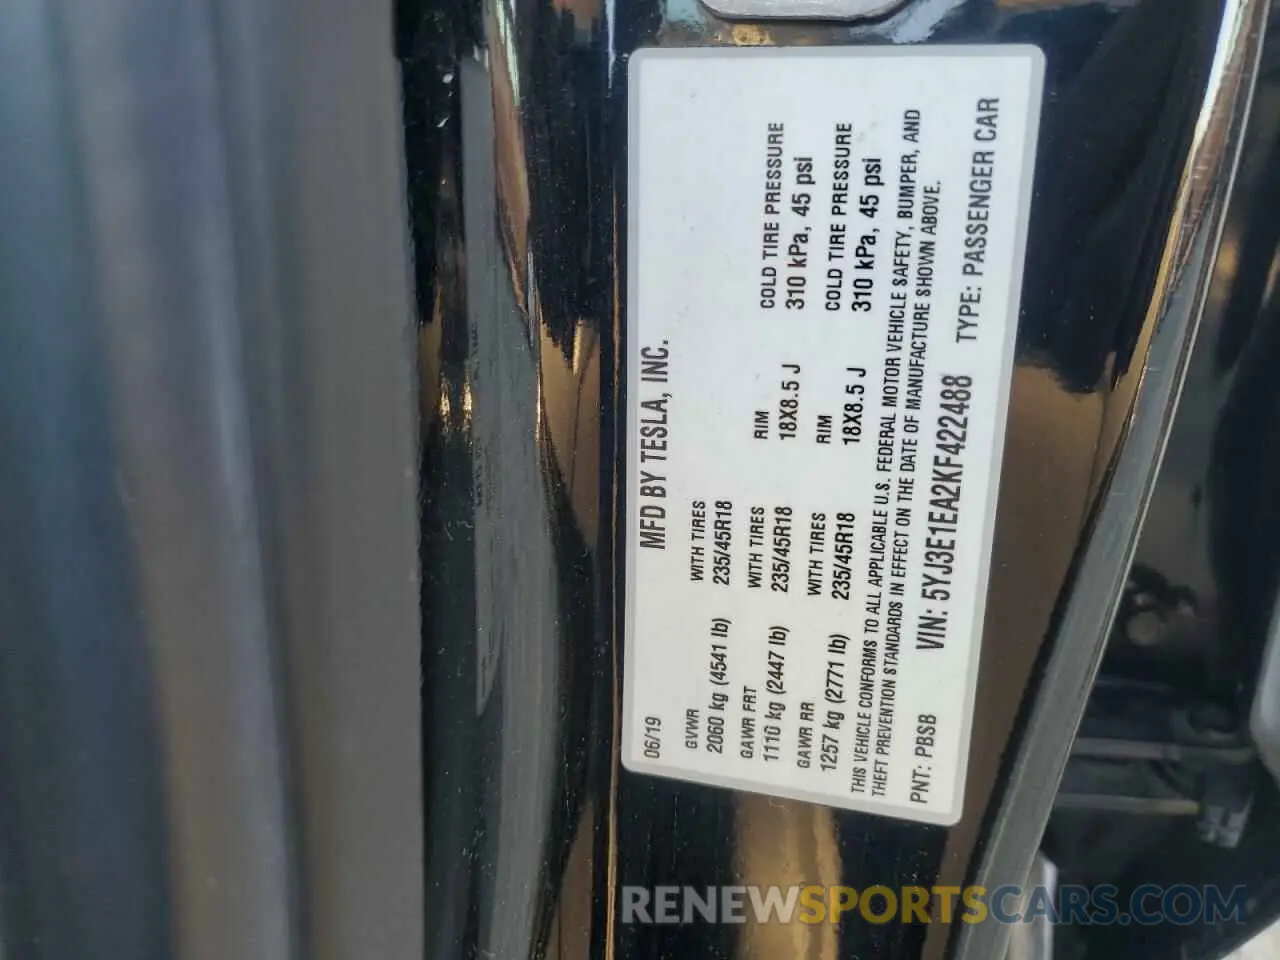 06/19 MFD BY TESLA, INC.
GVWR WITH TIRES
2060 kg (4541 lb) 235/45R18
GAWR FRT WITH TIRES RIM COLD TIRE PRESSURE
1110 kg (2447 lb) 235/45R18 18X8.5 J 310 kPa, 45 psi
GAWR RR WITH TIRES RIM COLD TIRE PRESSURE
1257 kg (2771 lb) 235/45R18 18X8.5 J 310 kPa, 45 psi
THIS VEHICLE CONFORMS TO ALL APPLICABLE U.S. FEDERAL MOTOR VEHICLE SAFETY, BUMPER, AND
THEFT PREVENTION STANDARDS IN EFFECT ON THE DATE OF MANUFACTURE SHOWN ABOVE.
PNT: PBSB VIN: 5YJ3E1EA2KF422488 TYPE: PASSENGER CAR
RENEWSPORTSCARS.COM